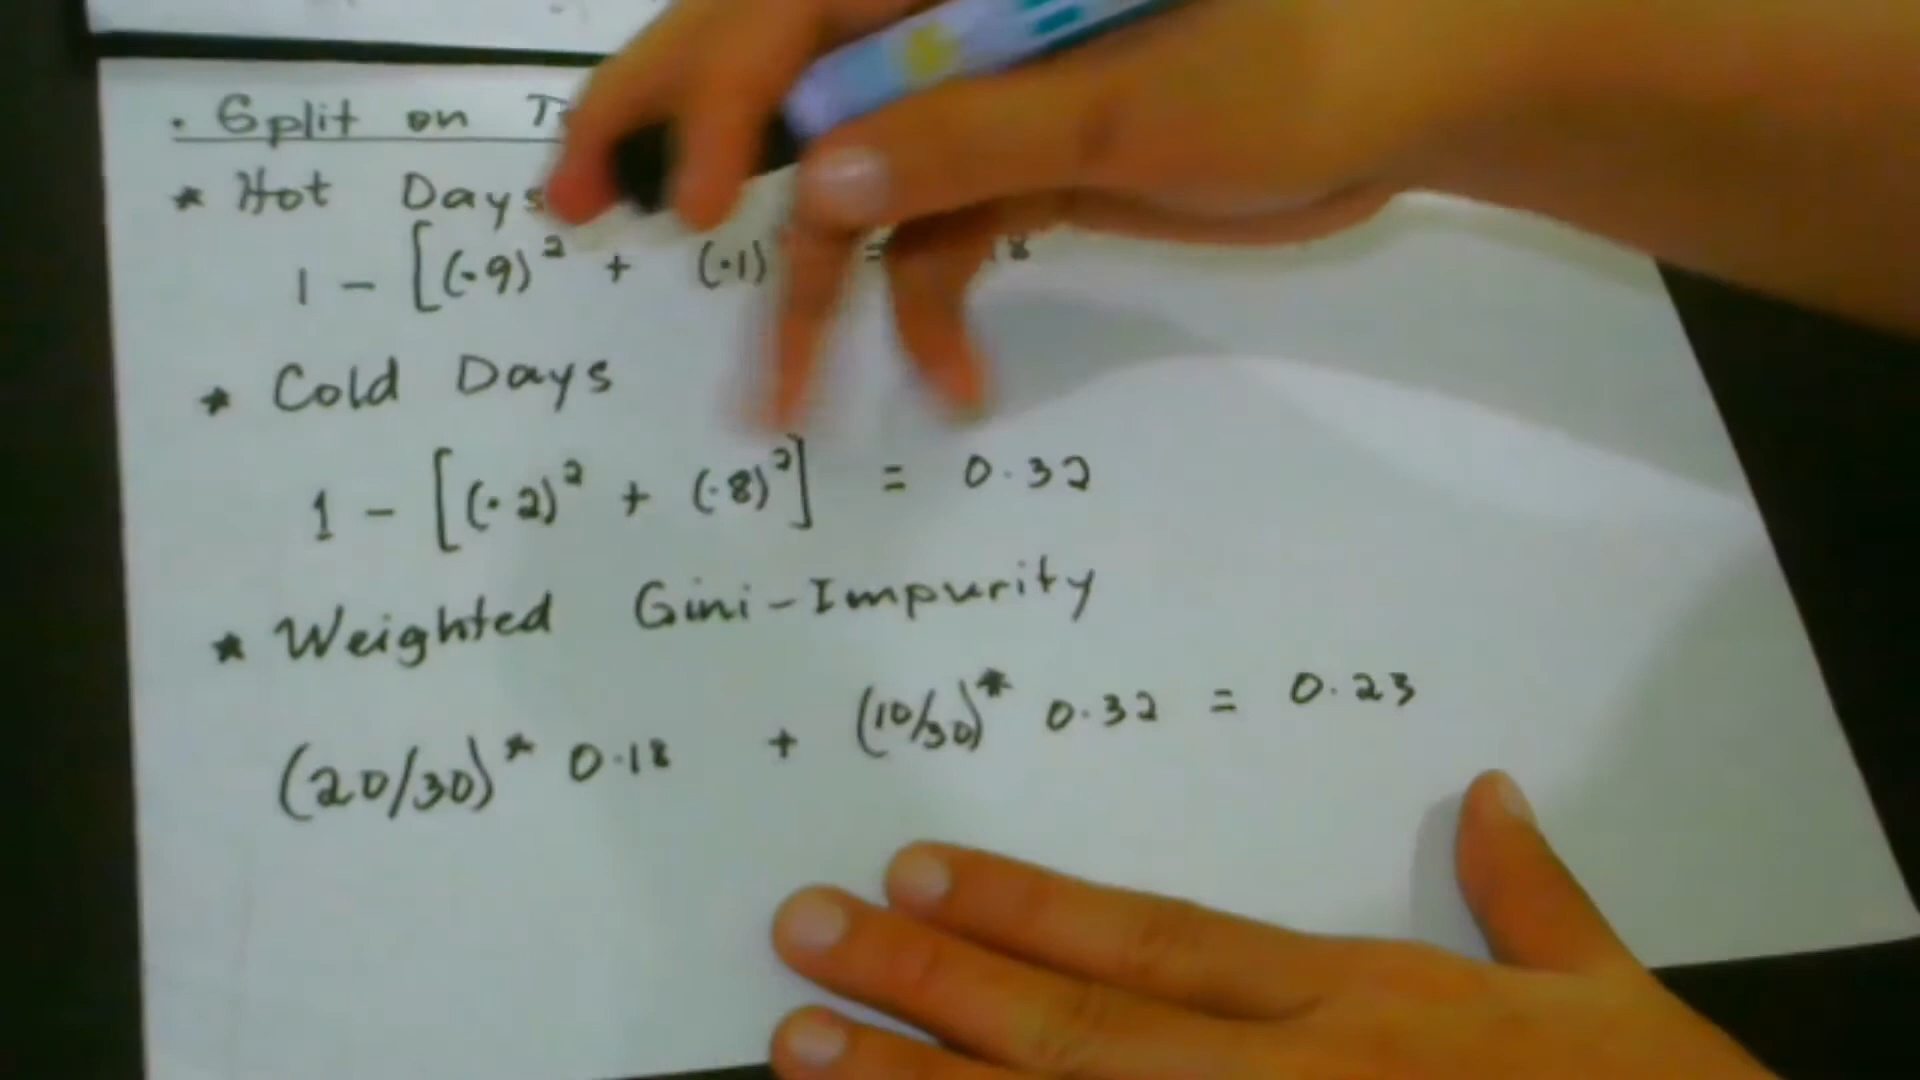 . Split on
* Hot Days
1 - [(.9)² + (.1) = 18
* Cold Days
1 - [(.2)² + (.8)²] = 0.32
* Weighted Gini-Impurity
(20/30)* 0.18 + (10/30)* 0.32 = 0.23